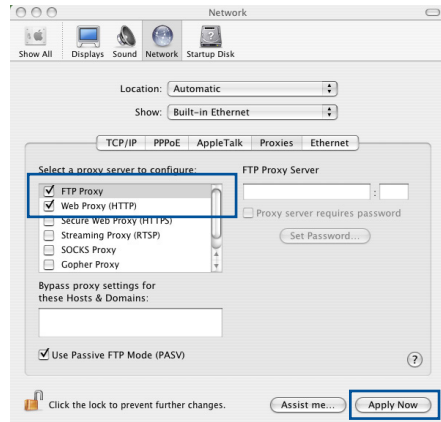 Network
Show All Displays Sound Network Startup Disk
Location: Automatic
Show: Built-in Ethernet
TCP/IP PPPoE AppleTalk Proxies Ethernet
Select a proxy server to configure: FTP Proxy Server
FTP Proxy
:
Web Proxy (HTTP)
Proxy server requires password
Secure Web Proxy (HTTPS)
Streaming Proxy (RTSP) Set Password...
SOCKS Proxy
Gopher Proxy
Bypass proxy settings for
these Hosts & Domains:
Use Passive FTP Mode (PASV) ?
Click the lock to prevent further changes. Assist me... Apply Now